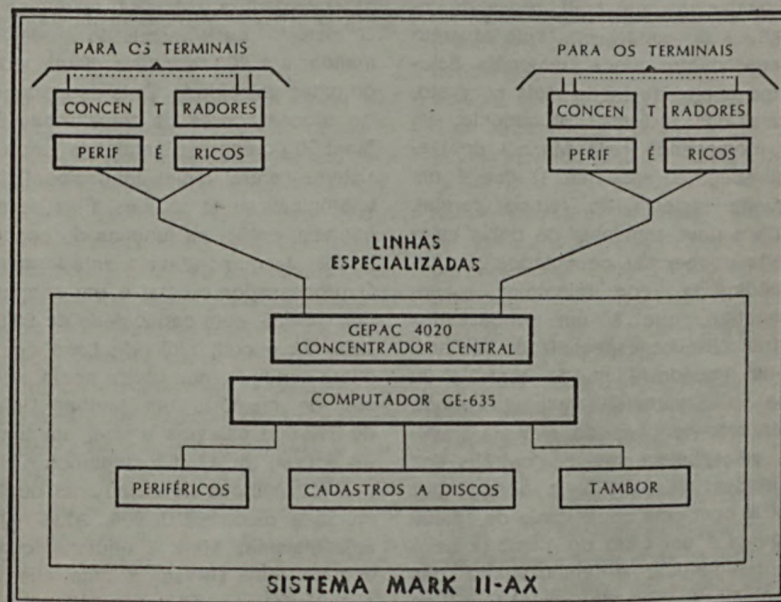 PARA OS TERMINAIS
PARA OS TERMINAIS
CONCEN T RADORES
CONCEN T RADORES
PERIF É RICOS
PERIF É RICOS
LINHAS
ESPECIALIZADAS
GEPAC 4020
CONCENTRADOR CENTRAL
COMPUTADOR GE-635
PERIFÉRICOS
CADASTROS A DISCOS
TAMBOR
SISTEMA MARK II-AX